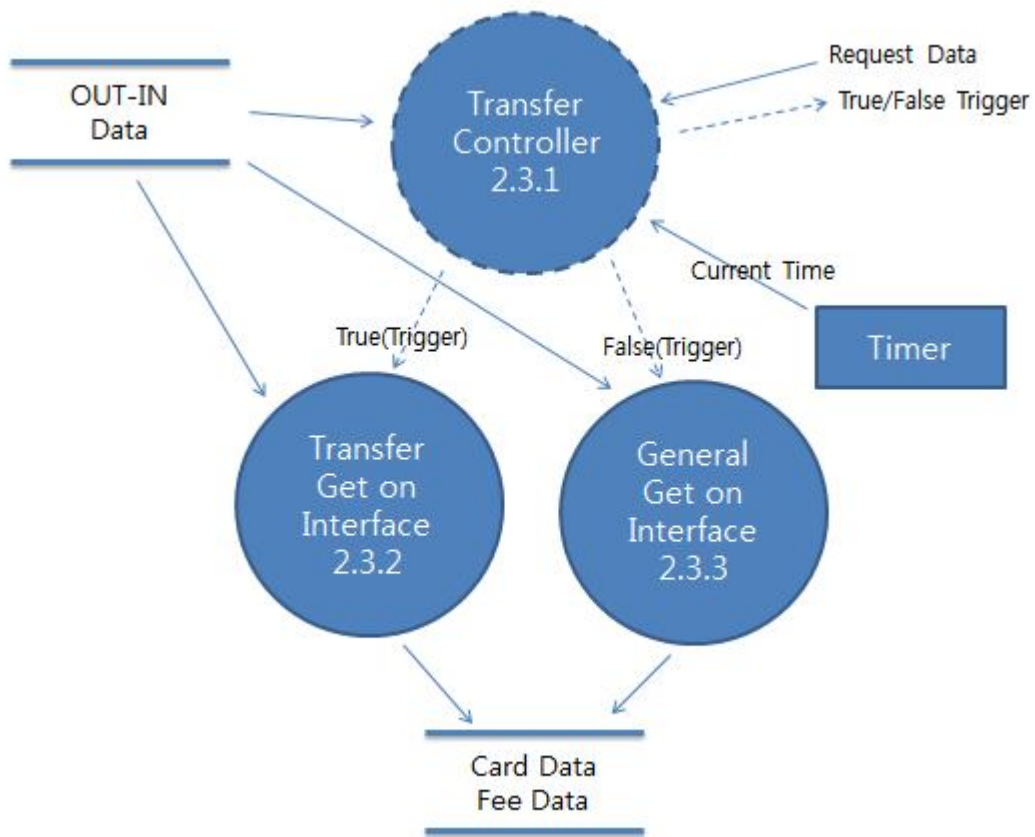 OUT-IN
Data
Transfer
Controller
2.3.1
Request Data
True/False Trigger
Current Time
Timer
True(Trigger)
False(Trigger)
Transfer
Get on
Interface
2.3.2
General
Get on
Interface
2.3.3
Card Data
Fee Data